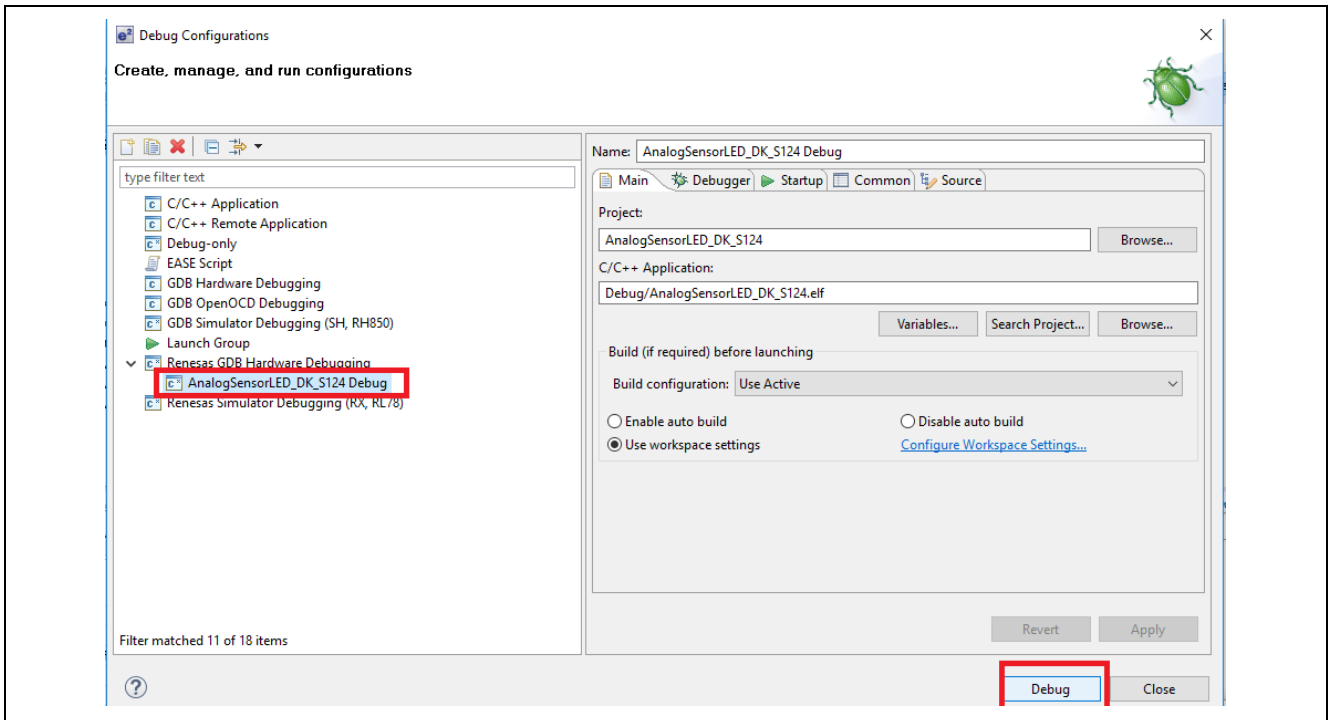 e² Debug Configurations
Create, manage, and run configurations
type filter text
C/C++ Application
C/C++ Remote Application
Debug-only
EASE Script
GDB Hardware Debugging
GDB OpenOCD Debugging
GDB Simulator Debugging (SH, RH850)
Launch Group
Renesas GDB Hardware Debugging
AnalogSensorLED_DK_S124 Debug
Renesas Simulator Debugging (RX, RL78)
Filter matched 11 of 18 items
Name: AnalogSensorLED_DK_S124 Debug
Main Debugger Startup Common Source
Project:
AnalogSensorLED_DK_S124 Browse...
C/C++ Application:
Debug/AnalogSensorLED_DK_S124.elf
Variables... Search Project... Browse...
Build (if required) before launching
Build configuration: Use Active
Enable auto build Disable auto build
Use workspace settings Configure Workspace Settings...
Revert Apply
Debug Close